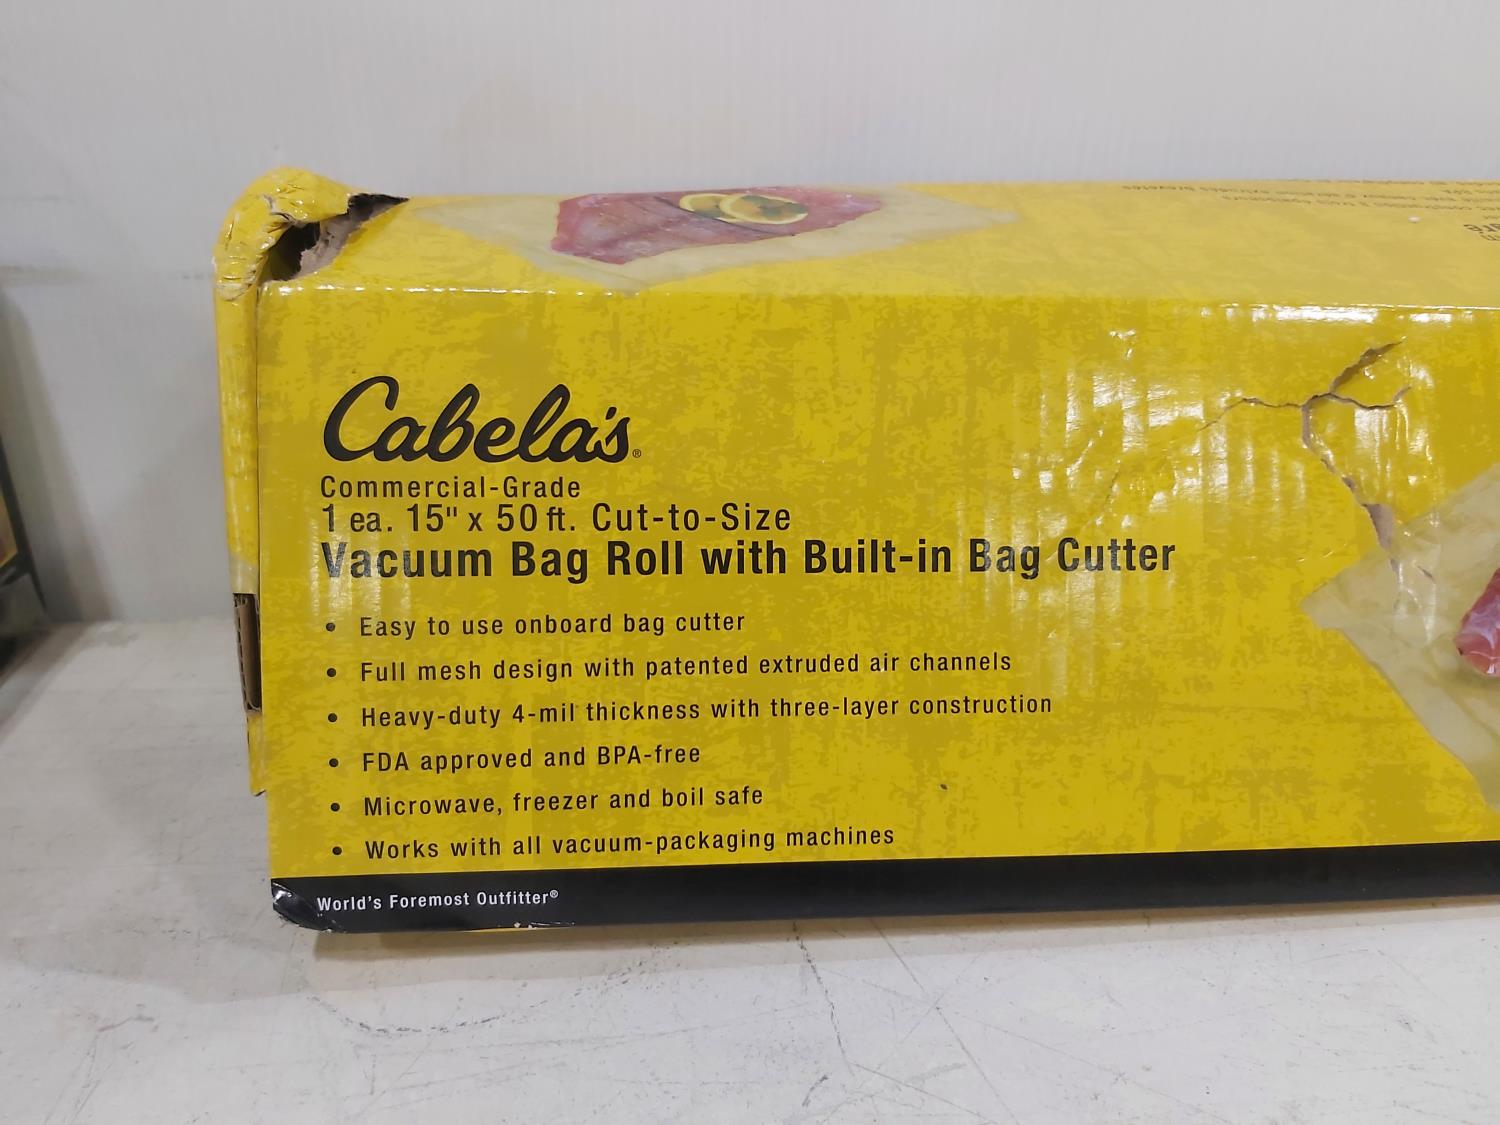 Cabela's®
Commercial-Grade
1 ea. 15" x 50 ft. Cut-to-Size
Vacuum Bag Roll with Built-in Bag Cutter
• Easy to use onboard bag cutter
• Full mesh design with patented extruded air channels
• Heavy-duty 4-mil thickness with three-layer construction
• FDA approved and BPA-free
• Microwave, freezer and boil safe
• Works with all vacuum-packaging machines
World's Foremost Outfitter®